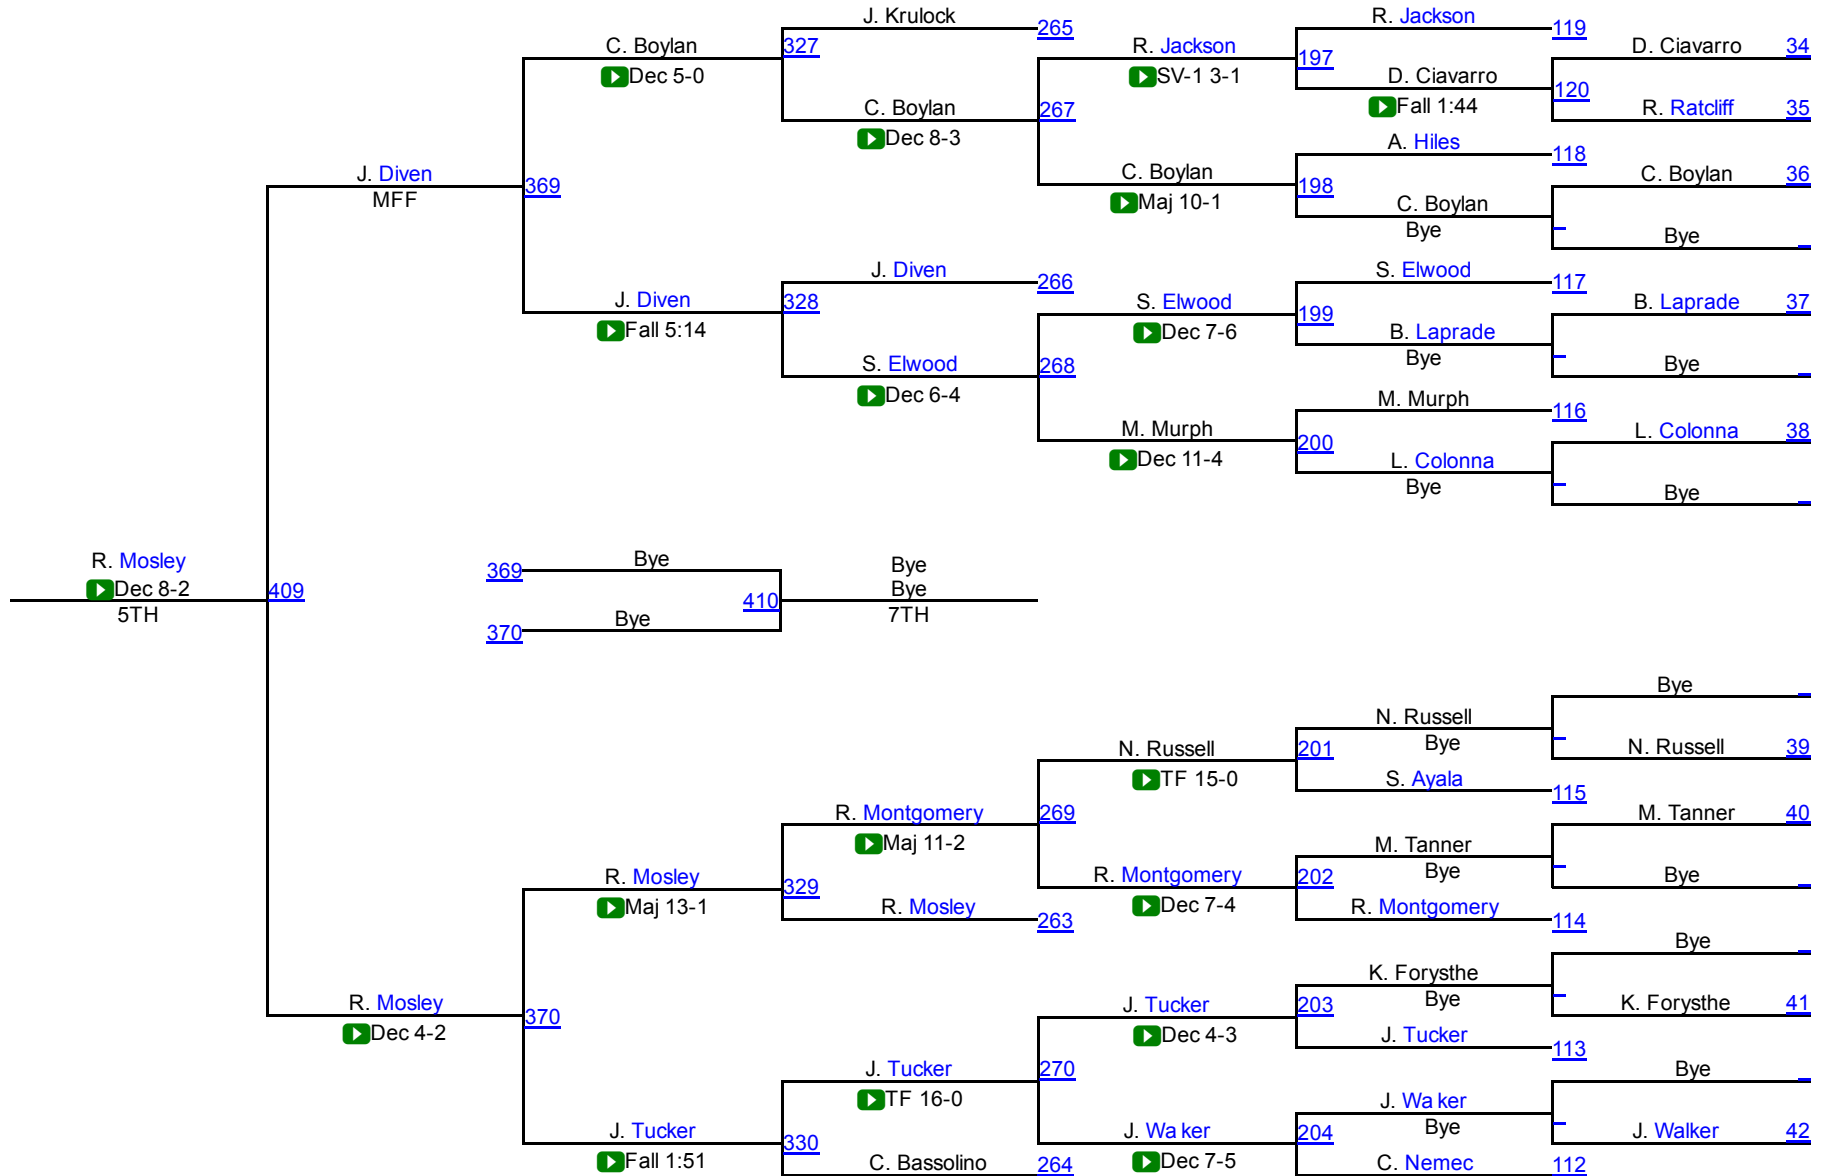 J. Krulock
265
R. Jackson
119
D. Ciavarro
34
C. Boylan
327
R. Jackson
197
Dec 5-0
SV-1 3-1
D. Ciavarro
120
C. Boylan
267
Fall 1:44
R. Ratcliff
35
Dec 8-3
A. Hiles
118
J. Diven
369
C. Boylan
198
C. Boylan
36
MFF
Maj 10-1
C. Boylan
Bye
Bye
J. Diven
266
S. Elwood
117
J. Diven
328
S. Elwood
199
B. Laprade
37
Fall 5:14
Dec 7-6
B. Laprade
Bye
S. Elwood
268
Bye
Dec 6-4
M. Murph
116
M. Murph
200
L. Colonna
38
Dec 11-4
L. Colonna
Bye
Bye
R. Mosley
Dec 8-2
409
5TH
369
Bye
Bye
410
Bye
370
Bye
7TH
Bye
N. Russell
N. Russell
201
Bye
N. Russell
39
TF 15-0
S. Ayala
115
R. Montgomery
269
M. Tanner
40
Maj 11-2
M. Tanner
R. Mosley
329
R. Montgomery
202
Bye
Bye
Maj 13-1
R. Mosley
263
Dec 7-4
R. Montgomery
114
Bye
K. Forysthe
R. Mosley
370
J. Tucker
203
Bye
K. Forysthe
41
Dec 4-2
Dec 4-3
J. Tucker
113
J. Tucker
270
Bye
TF 16-0
J. Wa ker
J. Tucker
330
J. Wa ker
204
Bye
J. Walker
42
Fall 1:51
C. Bassolino
264
Dec 7-5
C. Nemec
112